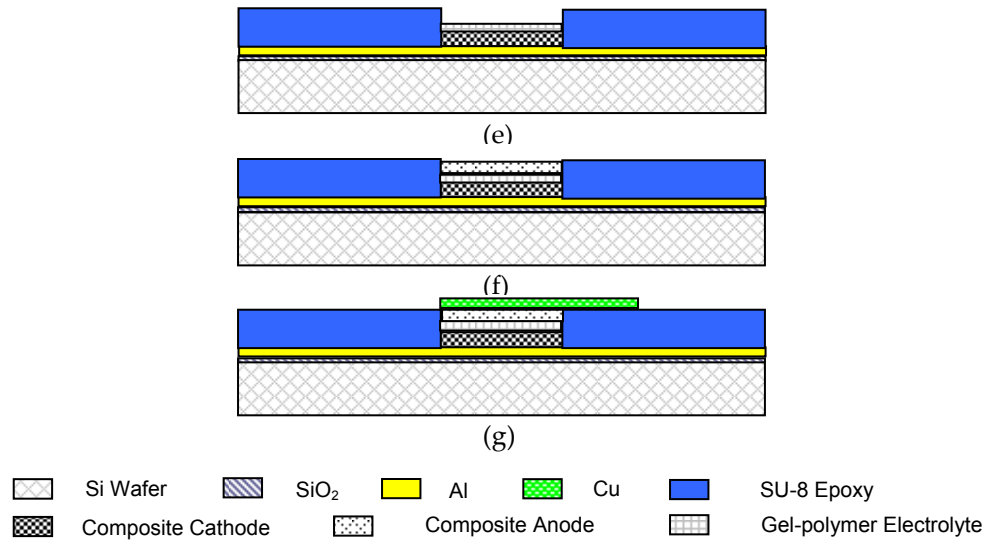 (e)
(f)
(g)
Si Wafer SiO₂ Al Cu SU-8 Epoxy
Composite Cathode Composite Anode Gel-polymer Electrolyte